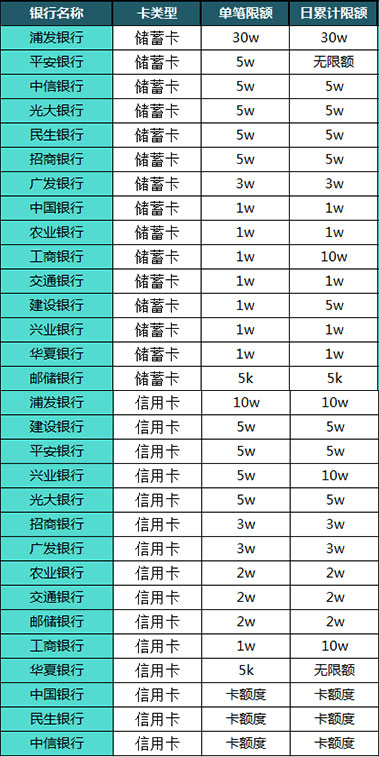 银行名称 卡类型 单笔限额 日累计限额
浦发银行 储蓄卡 30w 30w
平安银行 储蓄卡 5w 无限额
中信银行 储蓄卡 5w 5w
光大银行 储蓄卡 5w 5w
民生银行 储蓄卡 5w 5w
招商银行 储蓄卡 5w 5w
广发银行 储蓄卡 3w 3w
中国银行 储蓄卡 1w 1w
农业银行 储蓄卡 1w 1w
工商银行 储蓄卡 1w 10w
交通银行 储蓄卡 1w 1w
建设银行 储蓄卡 1w 5w
兴业银行 储蓄卡 1w 1w
华夏银行 储蓄卡 1w 1w
邮储银行 储蓄卡 5k 5k
浦发银行 信用卡 10w 10w
建设银行 信用卡 5w 5w
平安银行 信用卡 5w 5w
兴业银行 信用卡 5w 10w
光大银行 信用卡 5w 5w
招商银行 信用卡 3w 3w
广发银行 信用卡 3w 3w
农业银行 信用卡 2w 2w
交通银行 信用卡 2w 2w
邮储银行 信用卡 2w 2w
工商银行 信用卡 1w 10w
华夏银行 信用卡 5k 无限额
中国银行 信用卡 卡额度 卡额度
民生银行 信用卡 卡额度 卡额度
中信银行 信用卡 卡额度 卡额度